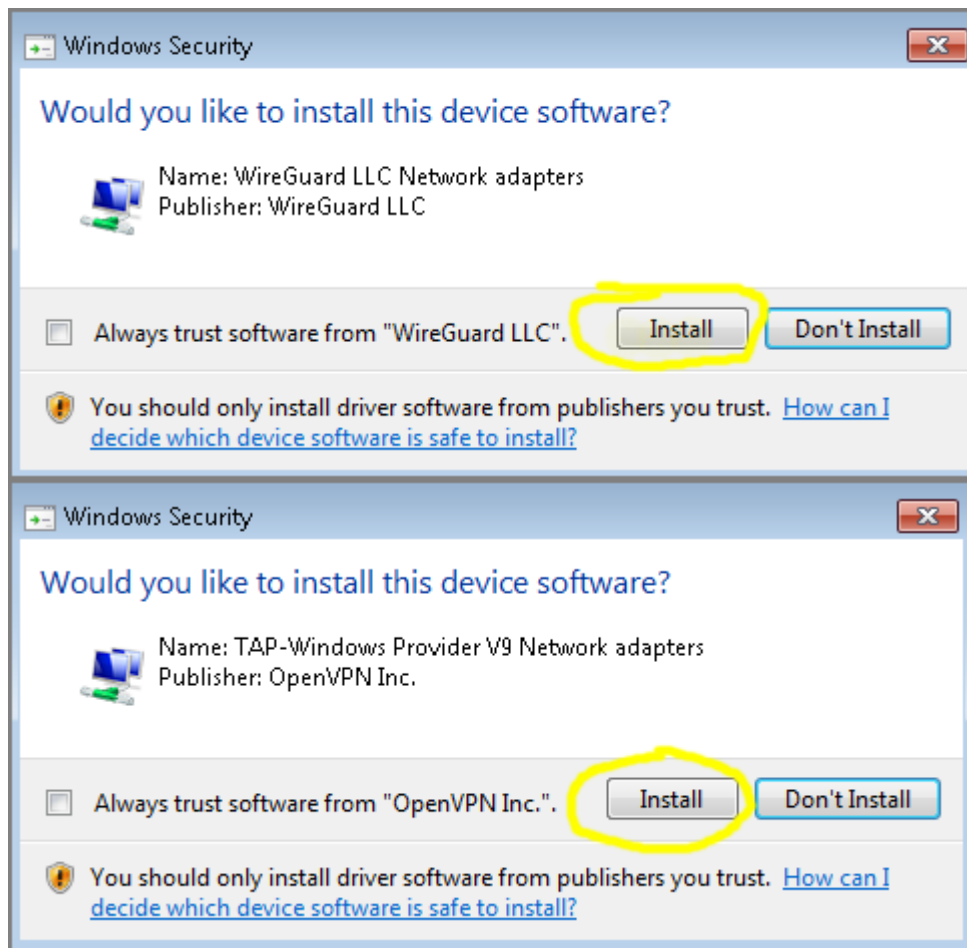 Windows Security
Would you like to install this device software?
Name: WireGuard LLC Network adapters
Publisher: WireGuard LLC
Always trust software from "WireGuard LLC". Install Don't Install
You should only install driver software from publishers you trust. How can I
decide which device software is safe to install?
Windows Security
Would you like to install this device software?
Name: TAP-Windows Provider V9 Network adapters
Publisher: OpenVPN Inc.
Always trust software from "OpenVPN Inc.". Install Don't Install
You should only install driver software from publishers you trust. How can I
decide which device software is safe to install?